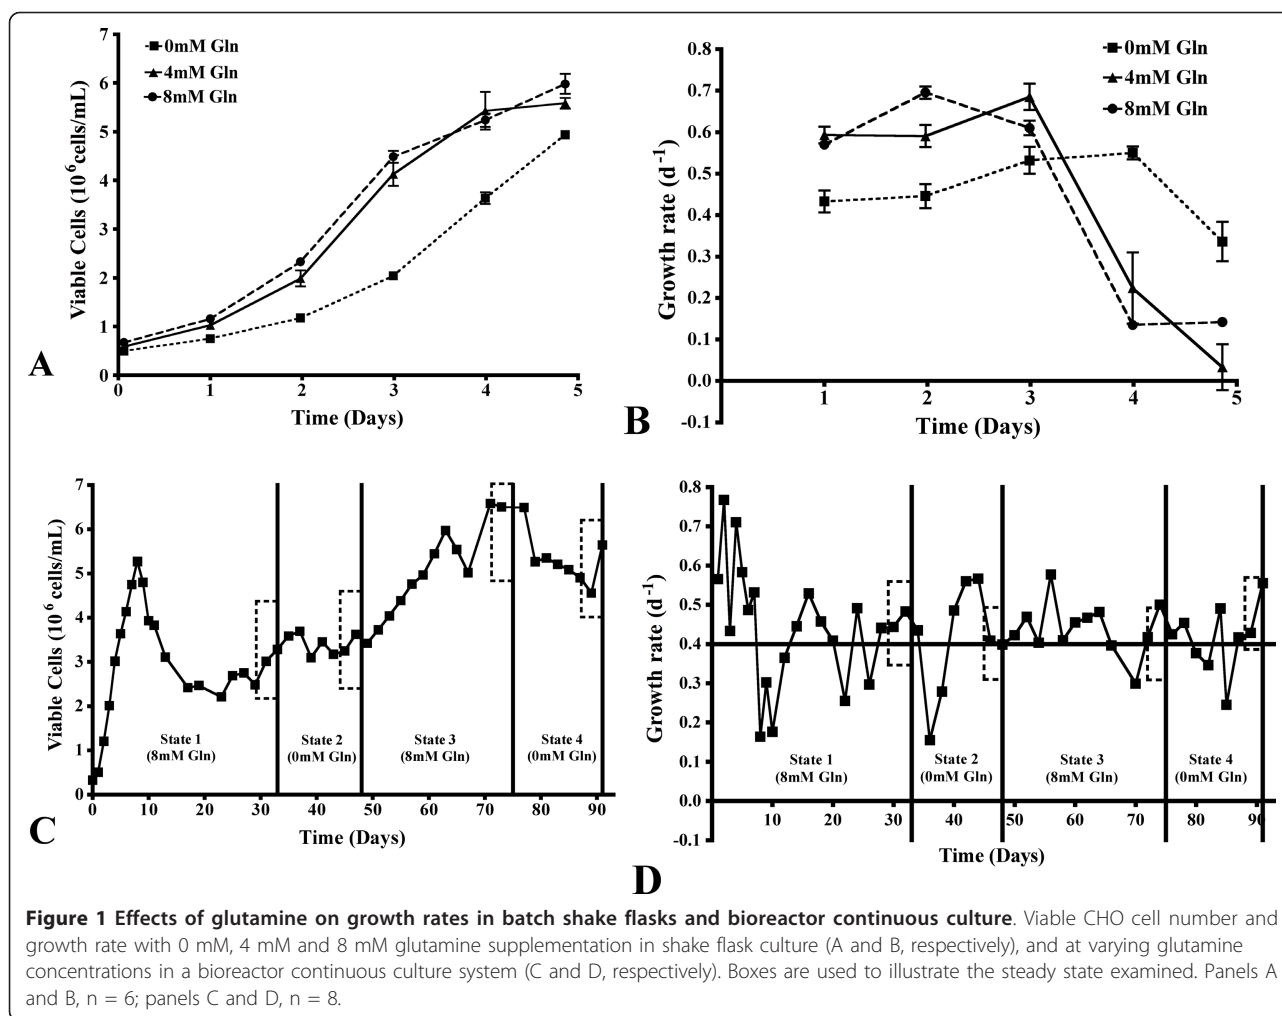 7
6
5
4
3
2
1
0
0mM Gln
4mM Gln
8mM Gln
Viable Cells (10⁶cells/mL)
0 1 2 3 4 5
Time (Days)
A
0.8
0.7
0.6
0.5
0.4
0.3
0.2
0.1
0.0
-0.1
0mM Gln
4mM Gln
8mM Gln
Growth rate (d⁻¹)
1 2 3 4 5
Time (Days)
B
7
6
5
4
3
2
1
0
Viable Cells (10⁶ cells/mL)
State 1
(8mM Gln)
State 2
(0mM Gln)
State 3
(8mM Gln)
State 4
(0mM Gln)
0 10 20 30 40 50 60 70 80 90
Time (Days)
C
0.8
0.7
0.6
0.5
0.4
0.3
0.2
0.1
0.0
-0.1
Growth rate (d⁻¹)
State 1
(8mM Gln)
State 2
(0mM Gln)
State 3
(8mM Gln)
State 4
(0mM Gln)
10 20 30 40 50 60 70 80 90
Time (Days)
D
Figure 1 Effects of glutamine on growth rates in batch shake flasks and bioreactor continuous culture. Viable CHO cell number and
growth rate with 0 mM, 4 mM and 8 mM glutamine supplementation in shake flask culture (A and B, respectively), and at varying glutamine
concentrations in a bioreactor continuous culture system (C and D, respectively). Boxes are used to illustrate the steady state examined. Panels A
and B, n = 6; panels C and D, n = 8.